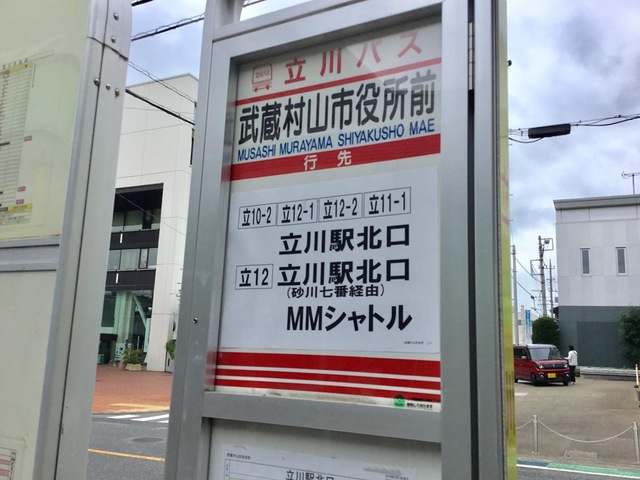 立川バス
武蔵村山市役所前
MUSASHI MURAYAMA SHIYAKUSHO MAE
行先
立10-2 立12-1 立12-2 立11-1
立川駅北口
立12 立川駅北口
(砂川七番経由)
MMシャトル
立川駅北口